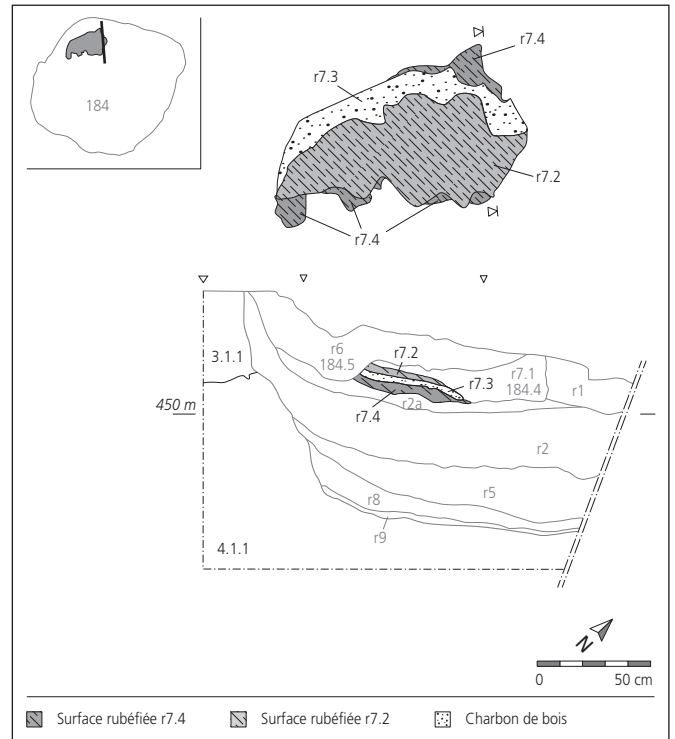 184
r7.4
r7.3
r7.2
r7.4
3.1.1
r6
184.5
r7.2
r7.1
184.4
r7.3
r1
450 m
r7.4
r2a
r2
r5
r8
r9
4.1.1
N
0 50 cm
Surface rubéfiée r7.4 Surface rubéfiée r7.2 Charbon de bois